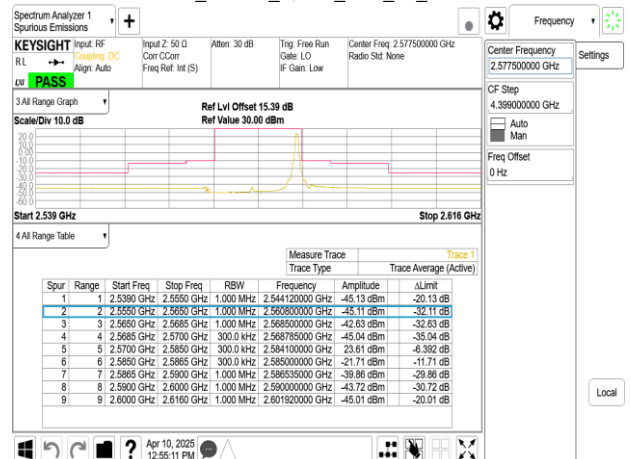 Spectrum Analyzer 1
Spurious Emissions
Frequency
KEYSIGHT Input: RF Input Z: 50 Ω Atten: 30 dB Trig: Free Run Center Freq: 2.577500000 GHz
RL Coupling: DC Corr CCorr Gate: LO Radio Std: None
Align: Auto Freq Ref: Int (S) IF Gain: Low
LXI PASS
Center Frequency
2.577500000 GHz
Settings
CF Step
4.399000000 GHz
Auto
Man
Freq Offset
0 Hz
3 All Range Graph
Ref Lvl Offset 15.39 dB
Scale/Div 10.0 dB Ref Value 30.00 dBm
20.0
10.0
0.00
-10.0
-20.0
-30.0
-40.0
-50.0
-60.0
Start 2.539 GHz Stop 2.616 GHz
4 All Range Table
Measure Trace Trace 1
Trace Type Trace Average (Active)
Spur Range Start Freq Stop Freq RBW Frequency Amplitude ΔLimit
1 1 2.5390 GHz 2.5550 GHz 1.000 MHz 2.544120000 GHz -45.13 dBm -20.13 dB
2 2 2.5550 GHz 2.5650 GHz 1.000 MHz 2.560800000 GHz -45.11 dBm -32.11 dB
3 3 2.5650 GHz 2.5685 GHz 1.000 MHz 2.568500000 GHz -42.63 dBm -32.63 dB
4 4 2.5685 GHz 2.5700 GHz 300.0 kHz 2.568785000 GHz -45.04 dBm -35.04 dB
5 5 2.5700 GHz 2.5850 GHz 300.0 kHz 2.584100000 GHz 23.61 dBm -6.392 dB
6 6 2.5850 GHz 2.5865 GHz 300.0 kHz 2.585000000 GHz -21.71 dBm -11.71 dB
7 7 2.5865 GHz 2.5900 GHz 1.000 MHz 2.586535000 GHz -39.86 dBm -29.86 dB
8 8 2.5900 GHz 2.6000 GHz 1.000 MHz 2.590000000 GHz -43.72 dBm -30.72 dB
9 9 2.6000 GHz 2.6160 GHz 1.000 MHz 2.601920000 GHz -45.01 dBm -20.01 dB
Local
Apr 10, 2025
12:55:11 PM